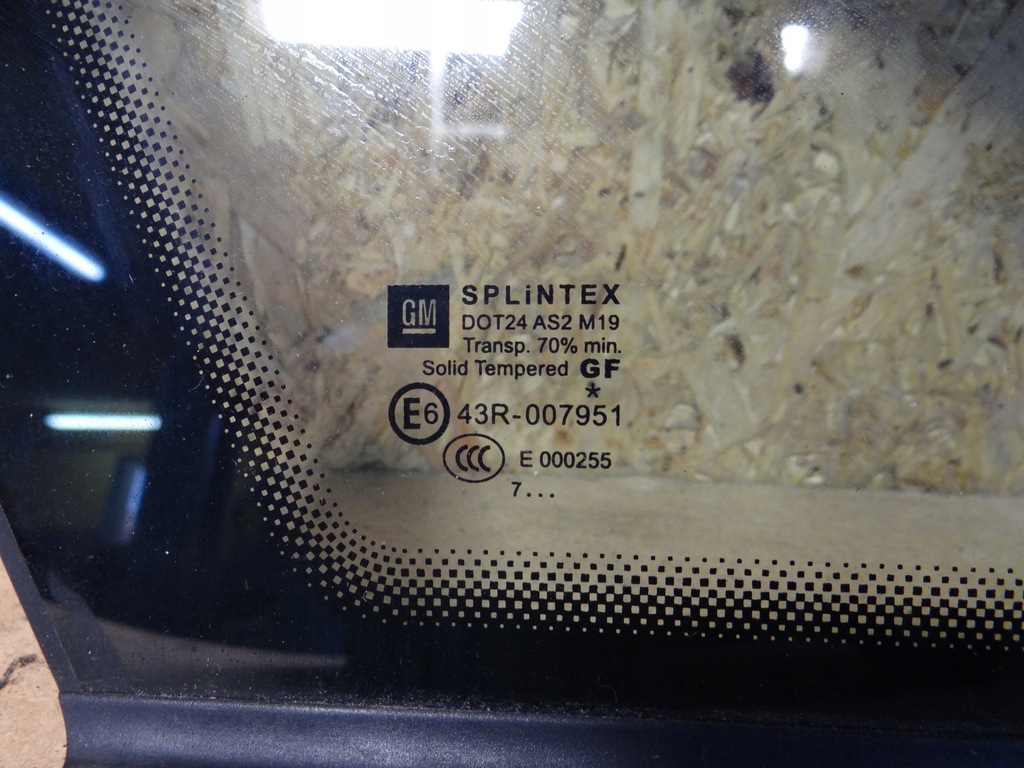 GM SPLiNTEX
DOT24 AS2 M19
Transp. 70% min.
Solid Tempered GF
*
E6 43R-007951
CCC E 000255
7...